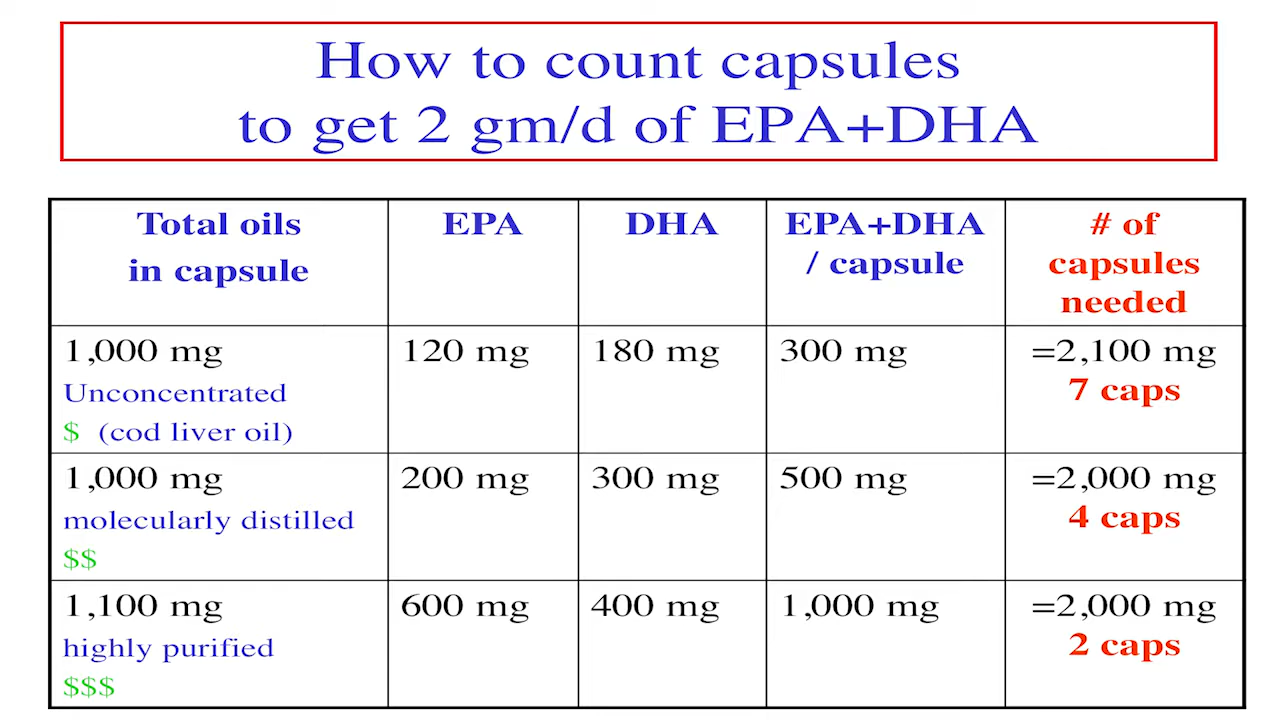 How to count capsules
to get 2 gm/d of EPA+DHA
Total oils
in capsule
EPA
DHA
EPA+DHA
/ capsule
# of
capsules
needed
1,000 mg
Unconcentrated
$ (cod liver oil)
120 mg
180 mg
300 mg
=2,100 mg
7 caps
1,000 mg
molecularly distilled
$$
200 mg
300 mg
500 mg
=2,000 mg
4 caps
1,100 mg
highly purified
$$$
600 mg
400 mg
1,000 mg
=2,000 mg
2 caps